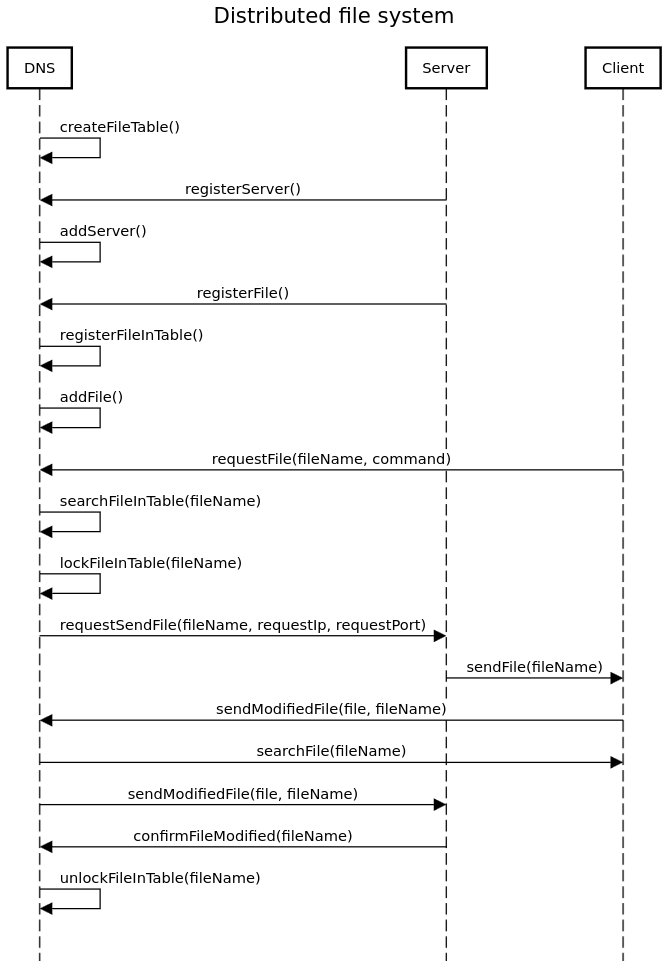 Distributed file system
DNS
Server
Client
createFileTable()
registerServer()
addServer()
registerFile()
registerFileInTable()
addFile()
requestFile(fileName, command)
searchFileInTable(fileName)
lockFileInTable(fileName)
requestSendFile(fileName, requestIp, requestPort)
sendFile(fileName)
sendModifiedFile(file, fileName)
searchFile(fileName)
sendModifiedFile(file, fileName)
confirmFileModified(fileName)
unlockFileInTable(fileName)